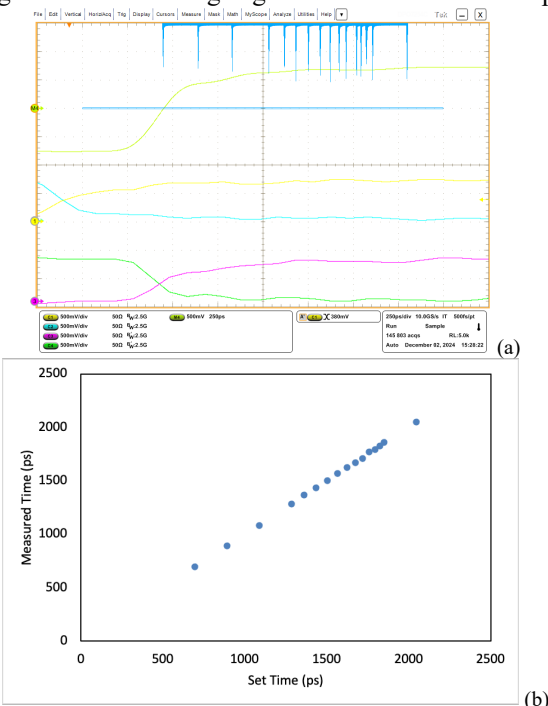 File Edit Vertical Horiz/Acq Trig Display Cursors Measure Mask Math MyScope Analyze Utilities Help Tek X
M4
1
3
C1 500mV/div 50Ω BW:2.5G M4 500mV 250ps A' C1 380mV 250ps/div 10.0GS/s IT 500fs/pt
C2 500mV/div 50Ω BW:2.5G Run Sample
C3 500mV/div 50Ω BW:2.5G 145 803 acqs RL:5.0k
C4 500mV/div 50Ω BW:2.5G Auto December 02, 2024 15:28:22
(a)
2500
2000
1500
1000
500
0
Measured Time (ps)
0 500 1000 1500 2000 2500
Set Time (ps)
(b)